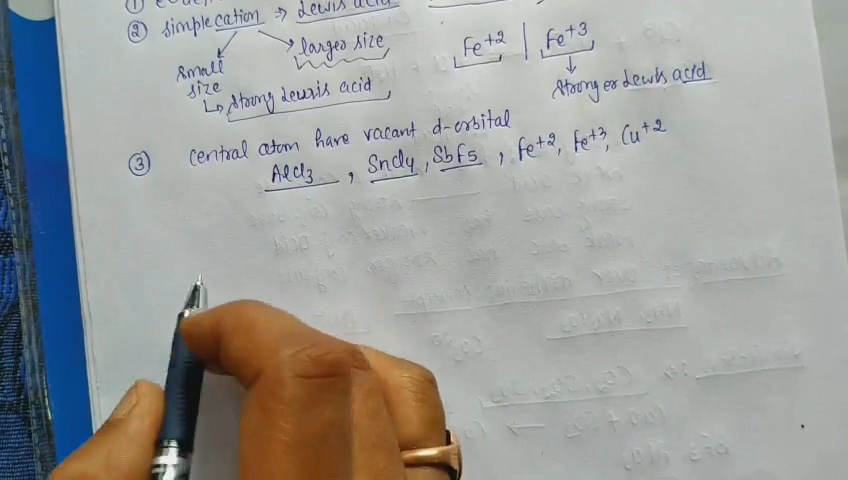 ② simple cation ⇒ Lewis acid
small size
larger size
Fe+2 | Fe+3
↳ strong Lewis acid
stronger Lewis acid
③ central atom have vacant d-orbital
AlCl3, SnCl4, SbF5, Fe+2, Fe+3, Cu+2